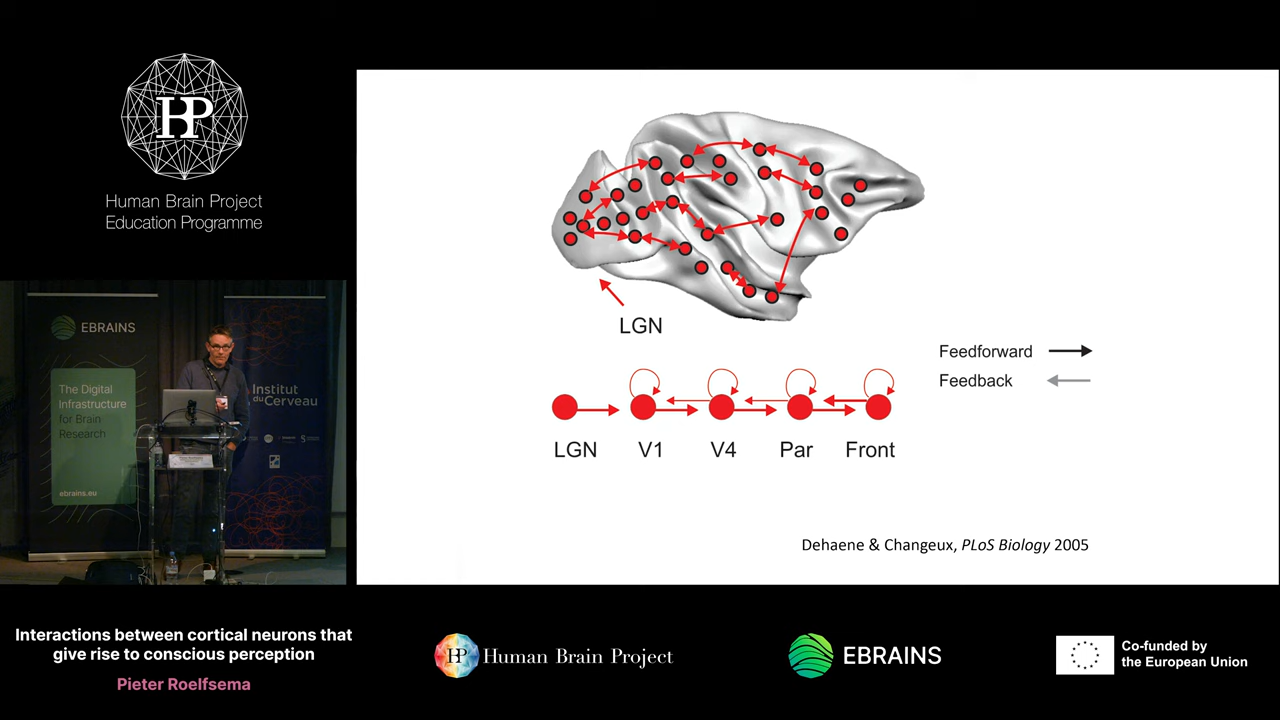 HP
Human Brain Project
Education Programme
EBRAINS
The Digital
Infrastructure
for Brain
Research
ebrains.eu
Institut
du Cerveau
LGN
Feedforward
Feedback
LGN V1 V4 Par Front
Dehaene & Changeux, PLoS Biology 2005
Interactions between cortical neurons that
give rise to conscious perception
Pieter Roelfsema
HP Human Brain Project
EBRAINS
Co-funded by
the European Union